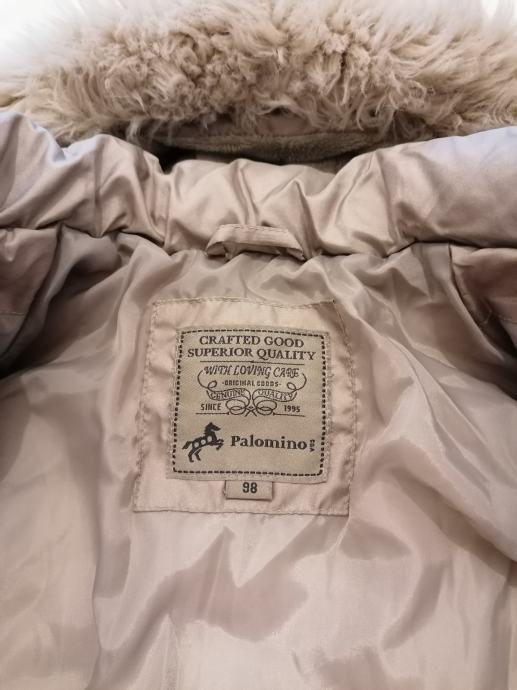 CRAFTED GOOD
SUPERIOR QUALITY
WITH LOVING CARE
-ORIGINAL GOODS-
GENUINE QUALITY
SINCE 1995
Palomino
98